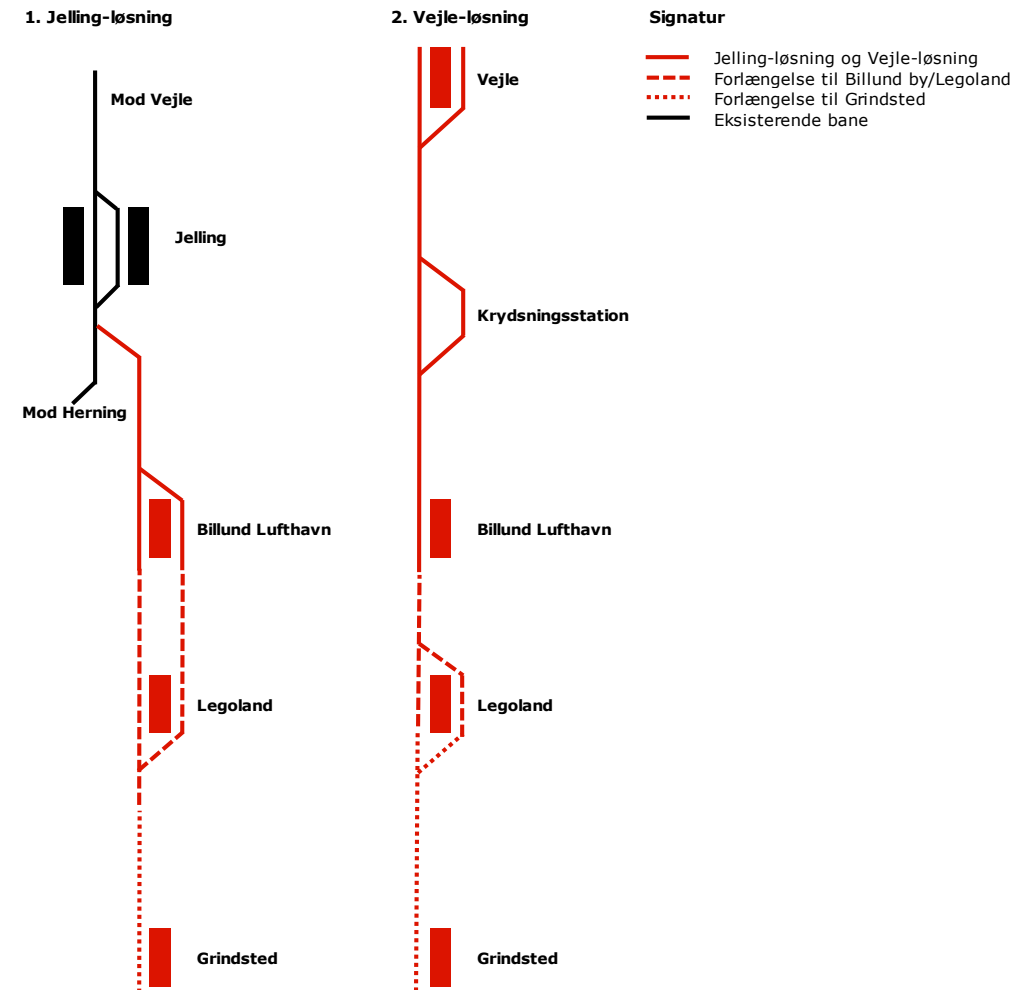 1. Jelling-løsning
Mod Vejle
Jelling
Mod Herning
Billund Lufthavn
Legoland
Grindsted
2. Vejle-løsning
Vejle
Krydsningsstation
Billund Lufthavn
Legoland
Grindsted
Signatur
Jelling-løsning og Vejle-løsning
Forlængelse til Billund by/Legoland
Forlængelse til Grindsted
Eksisterende bane